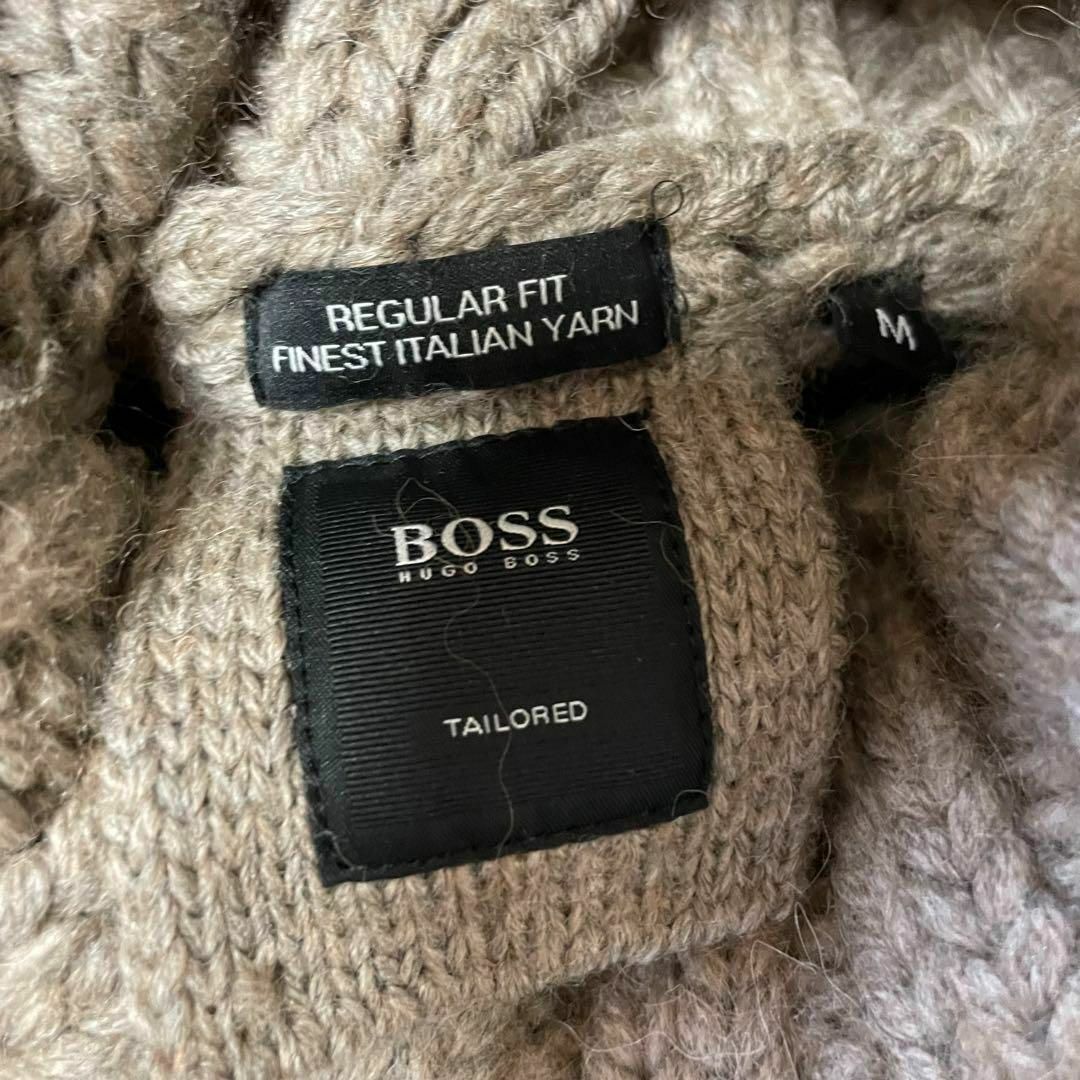 REGULAR FIT
FINEST ITALIAN YARN
M
BOSS
HUGO BOSS
TAILORED